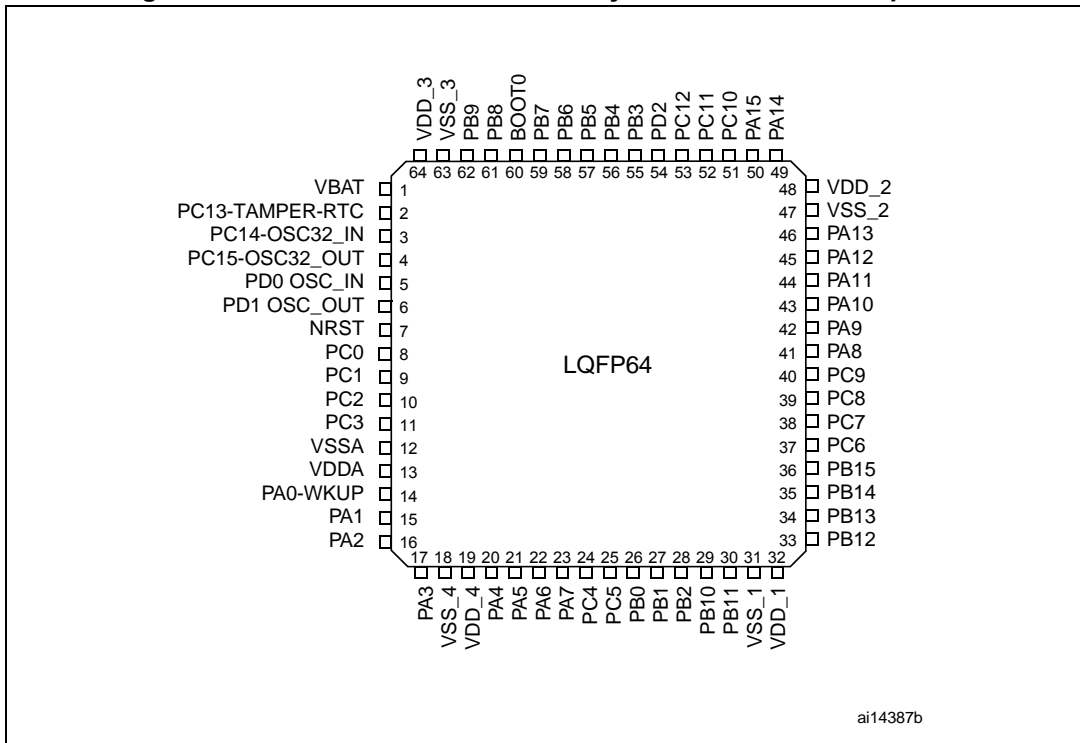 VDD_3
VSS_3
PB9
PB8
BOOT0
PB7
PB6
PB5
PB4
PB3
PD2
PC12
PC11
PC10
PA15
PA14
64 63 62 61 60 59 58 57 56 55 54 53 52 51 50 49
VBAT 1
PC13-TAMPER-RTC 2
PC14-OSC32_IN 3
PC15-OSC32_OUT 4
PD0 OSC_IN 5
PD1 OSC_OUT 6
NRST 7
PC0 8
PC1 9
PC2 10
PC3 11
VSSA 12
VDDA 13
PA0-WKUP 14
PA1 15
PA2 16
LQFP64
48 VDD_2
47 VSS_2
46 PA13
45 PA12
44 PA11
43 PA10
42 PA9
41 PA8
40 PC9
39 PC8
38 PC7
37 PC6
36 PB15
35 PB14
34 PB13
33 PB12
17 18 19 20 21 22 23 24 25 26 27 28 29 30 31 32
PA3
VSS_4
VDD_4
PA4
PA5
PA6
PA7
PC4
PC5
PB0
PB1
PB2
PB10
PB11
VSS_1
VDD_1
ai14387b